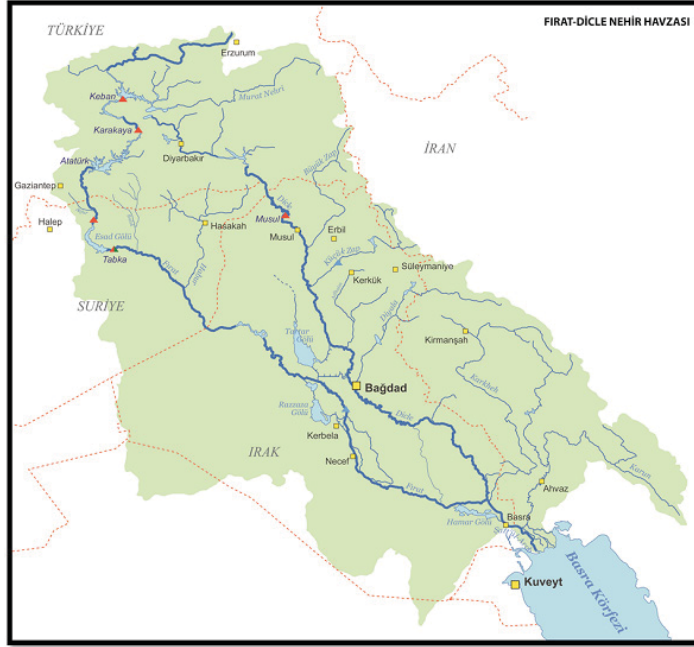 FIRAT-DİCLE NEHİR HAVZASI
TÜRKİYE
Erzurum
Keban
Murat Nehri
Karakaya
Diyarbakır
İRAN
Atatürk
Büyük Zap
Gaziantep
Dicle
Musul
Halep
Hasakah
Musul
Erbil
Esad Gölü
Küçük Zap
Süleymaniye
Tabka
Fırat
Habur
Kerkük
SURİYE
Diyala
Tartar
Gölü
Kirmanşah
Kerkheh
Bağdad
Razzaza
Gölü
Dicle
Kerbela
IRAK
Necef
Karun
Ahvaz
Fırat
Hamar Gölü
Basra
Kuveyt
Basra Körfezi